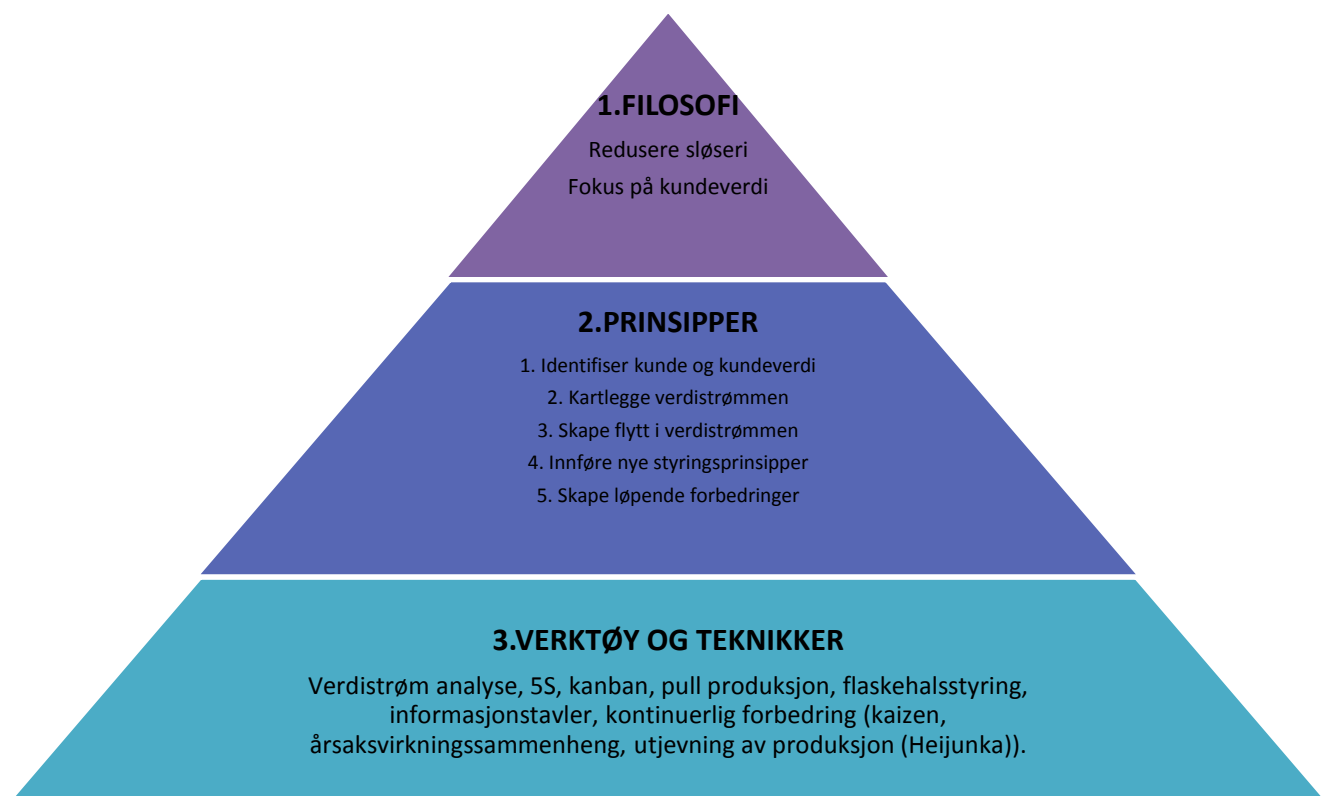 1.FILOSOFI
Redusere sløseri
Fokus på kundeverdi
2.PRINSIPPER
1. Identifiser kunde og kundeverdi
2. Kartlegge verdistrømmen
3. Skape flytt i verdistrømmen
4. Innføre nye styringsprinsipper
5. Skape løpende forbedringer
3.VERKTØY OG TEKNIKKER
Verdistrøm analyse, 5S, kanban, pull produksjon, flaskehalsstyring,
informasjonstavler, kontinuerlig forbedring (kaizen,
årsaksvirkningssammenheng, utjevning av produksjon (Heijunka)).